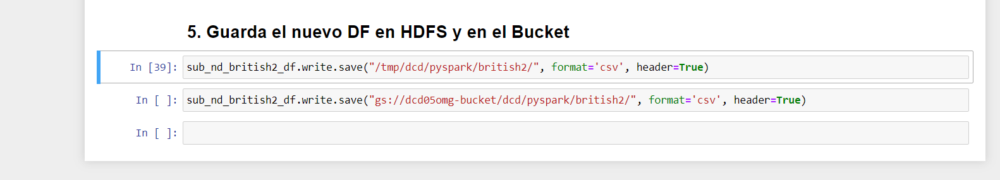 5. Guarda el nuevo DF en HDFS y en el Bucket
In [39]: sub_nd_british2_df.write.save("/tmp/dcd/pyspark/british2/", format='csv', header=True)
In [ ]: sub_nd_british2_df.write.save("gs://dcd05omg-bucket/dcd/pyspark/british2/", format='csv', header=True)
In [ ]: